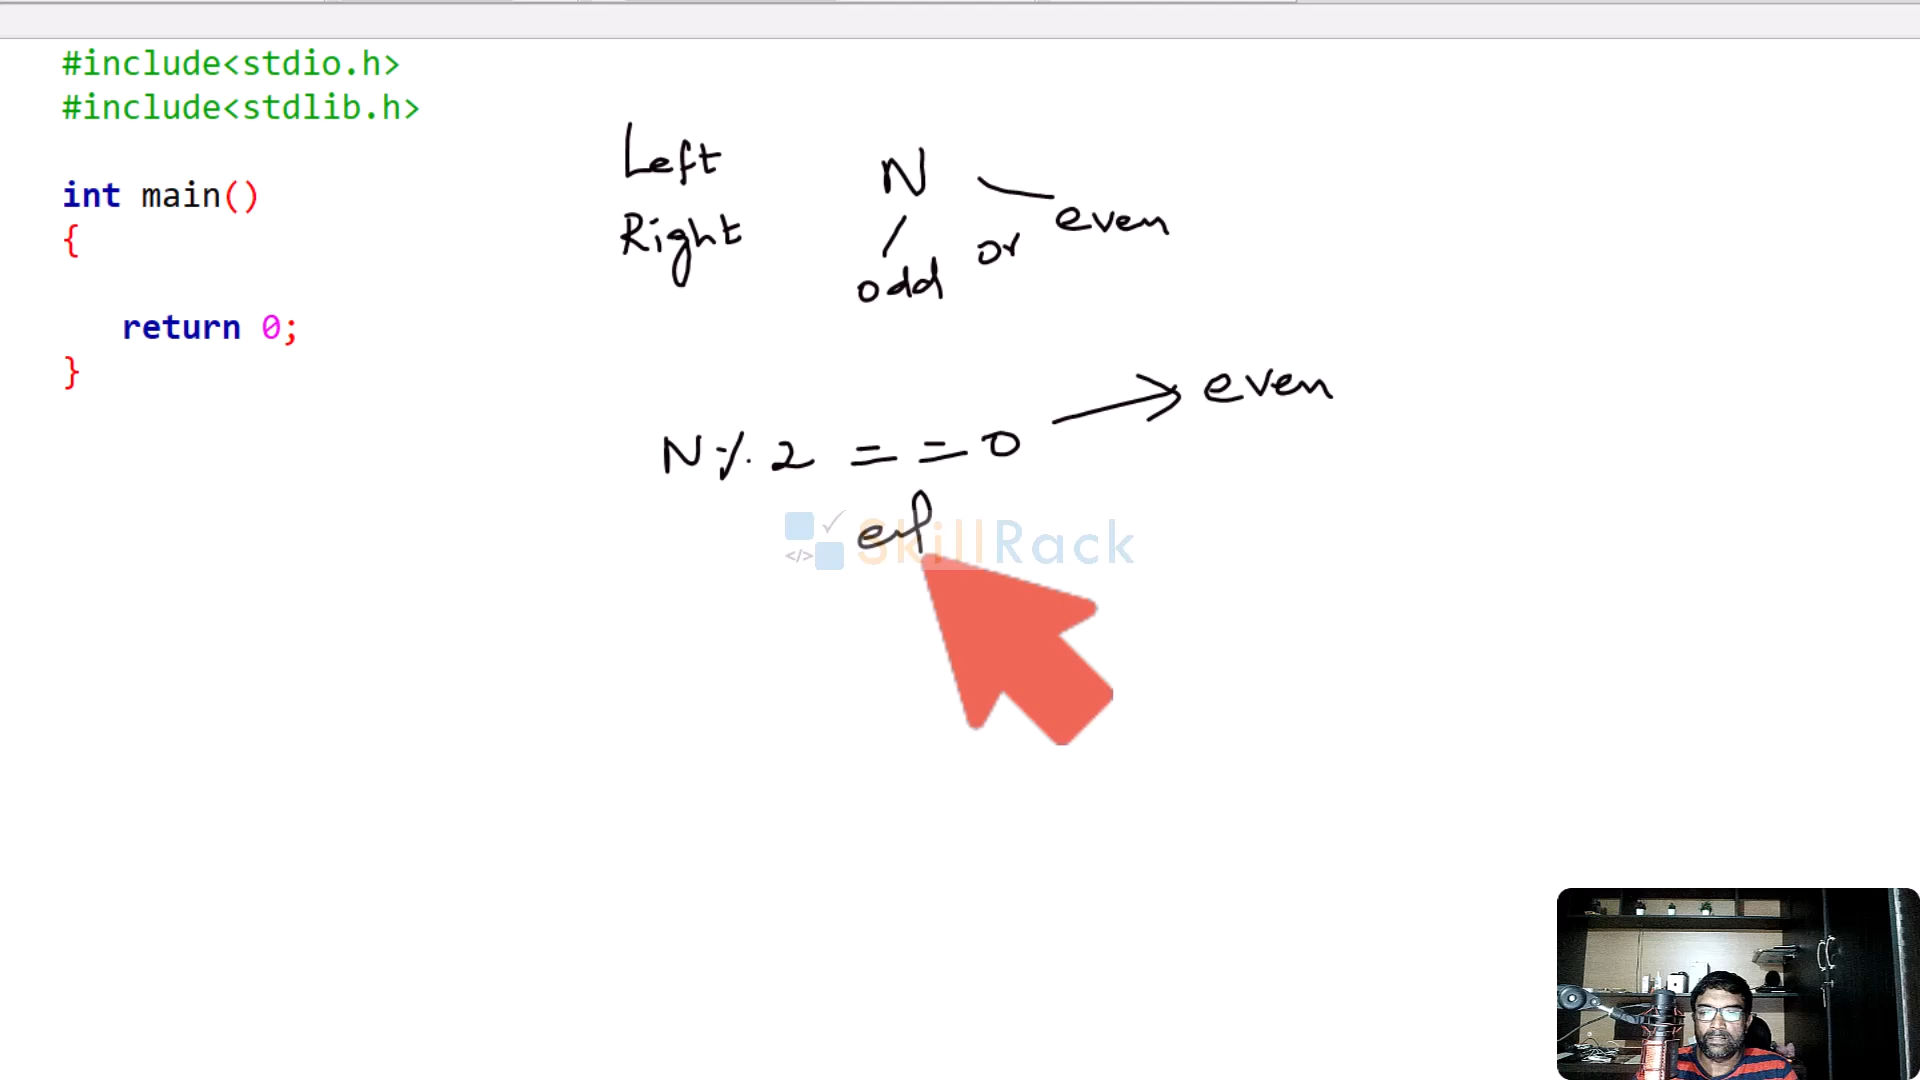 #include<stdio.h>
#include<stdlib.h>
int main()
{
return 0;
}
Left
Right
N
even
or
odd
N % 2 == 0
even
SkillRack